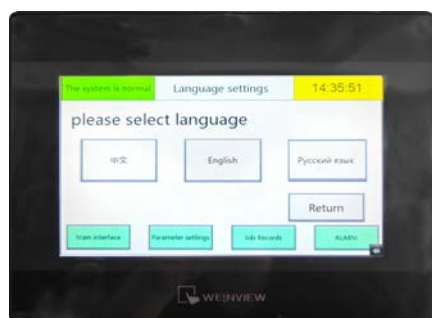 The system is normal
Language settings
14:35:51
please select language
中文
English
Русский язык
Return
Main interface
Parameter settings
Job Records
ALARM
WEINVIEW